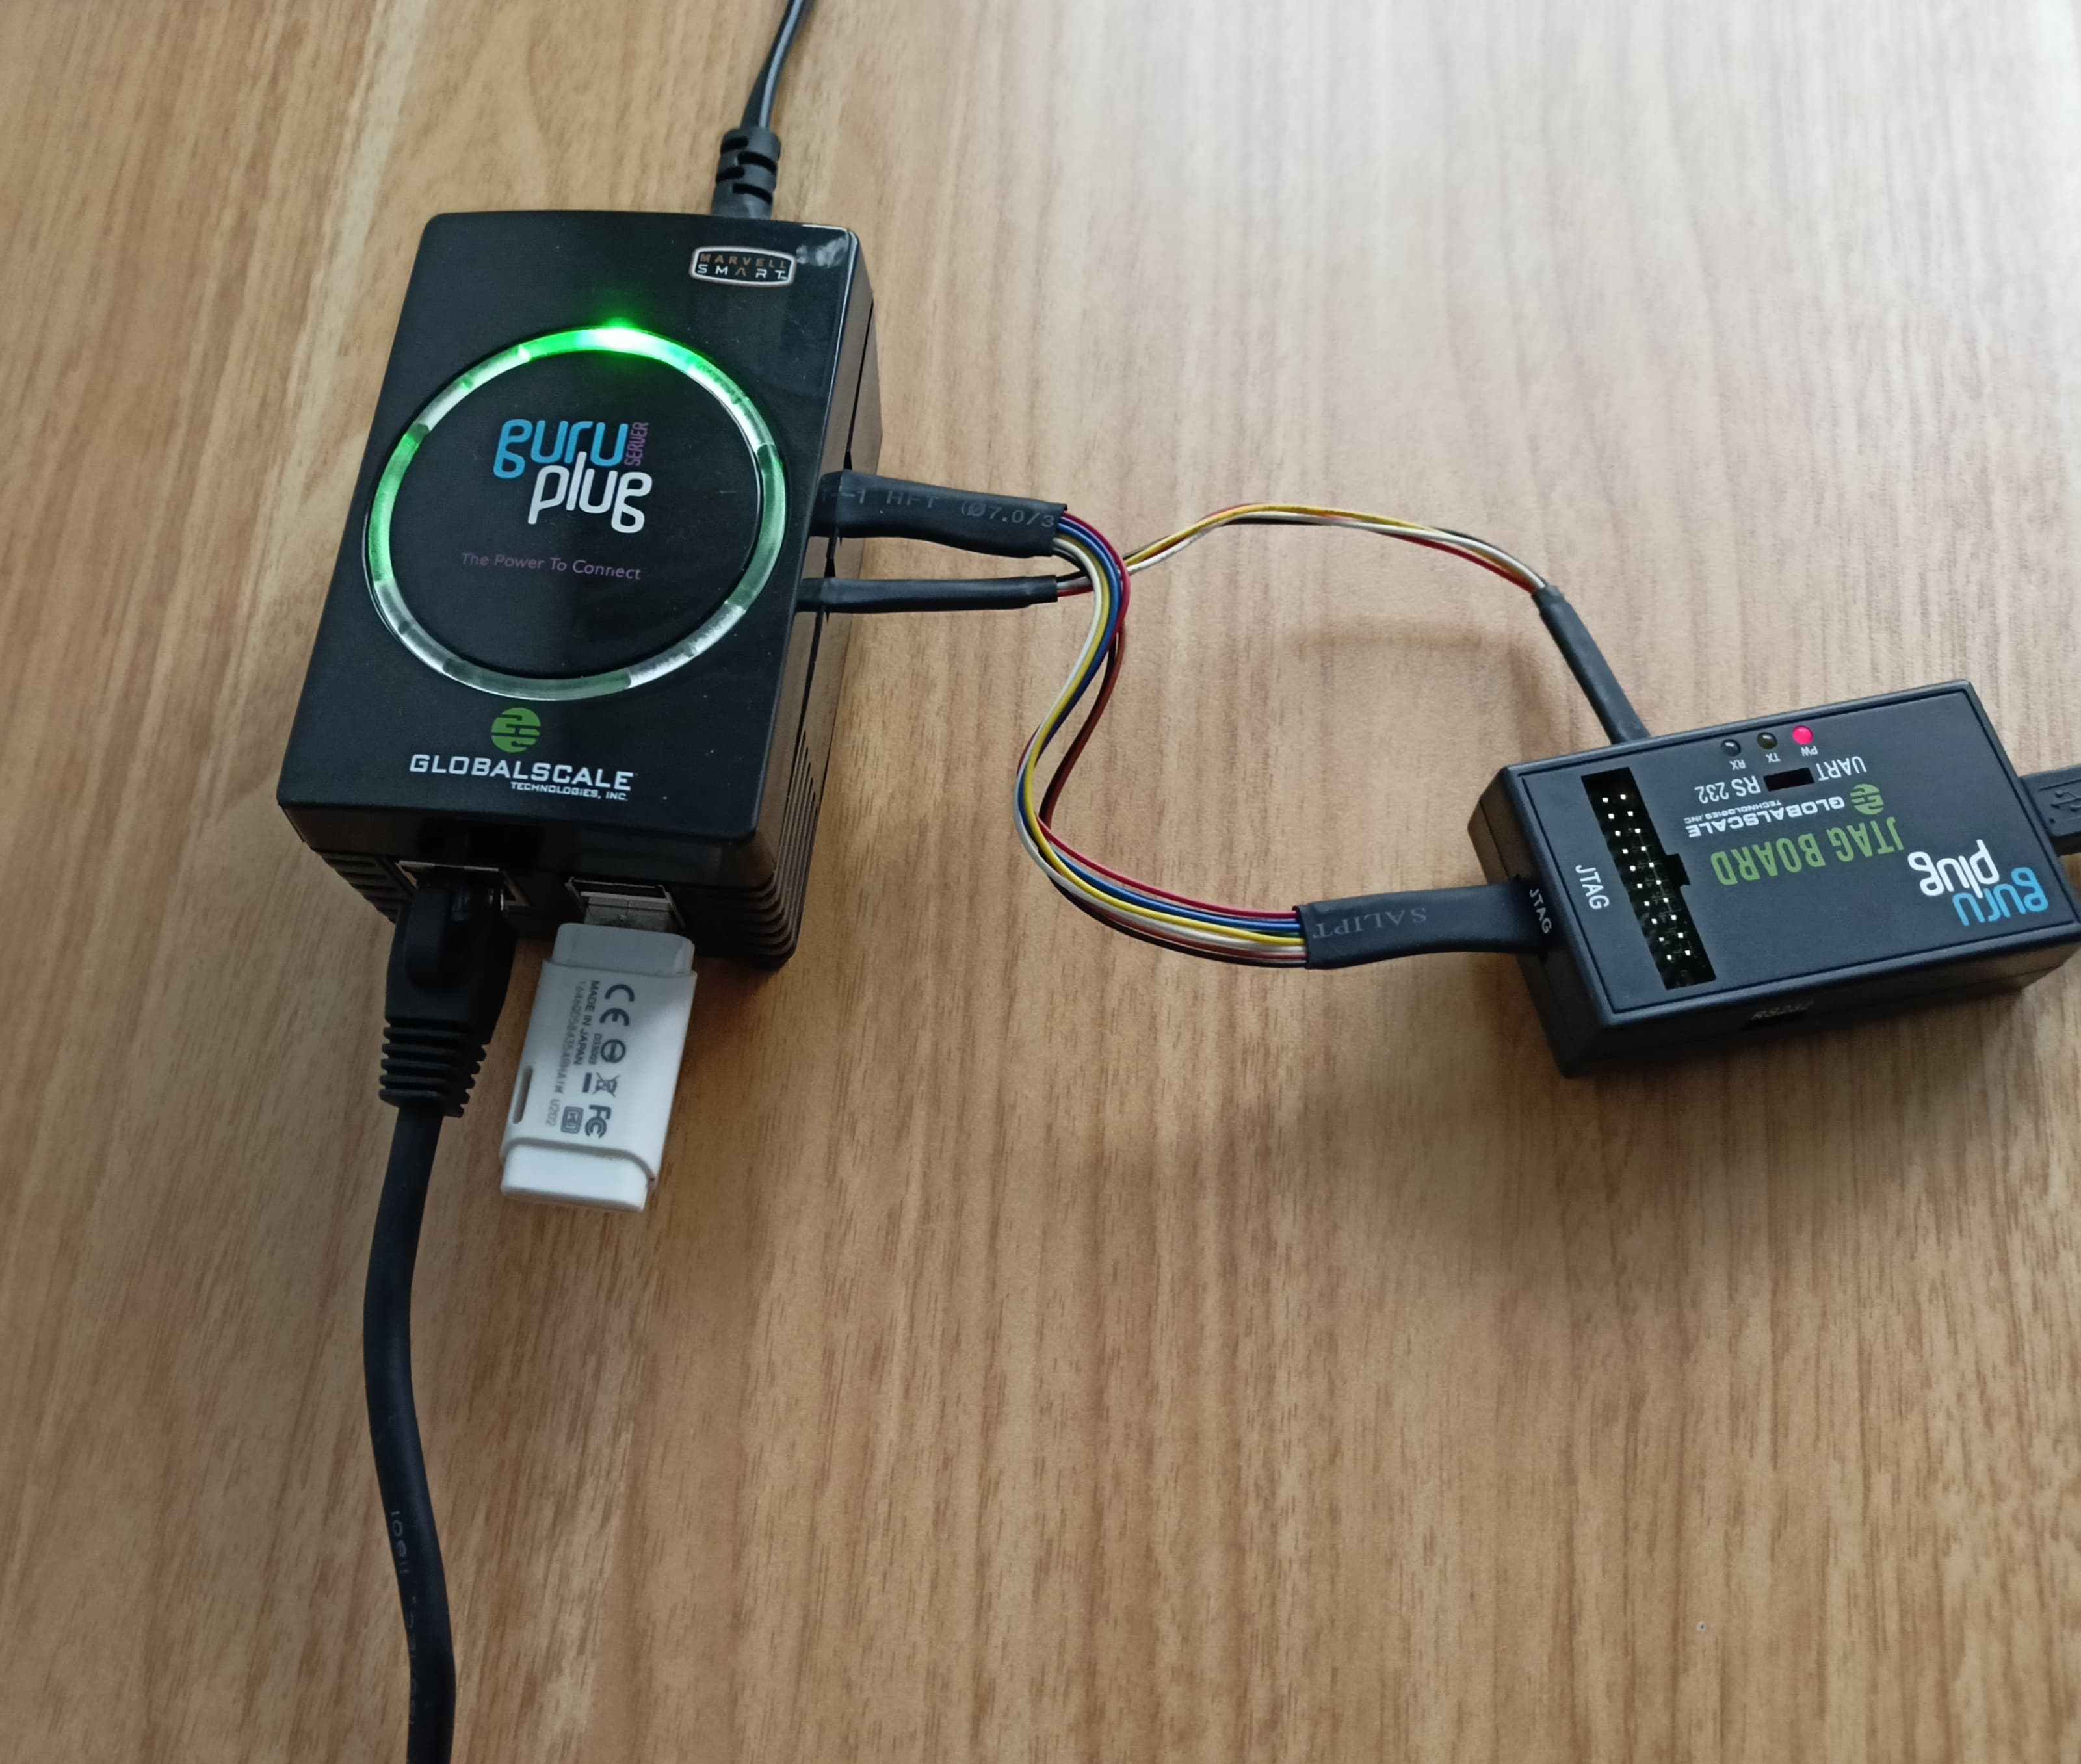 MARVELL
SMART
guru
SERVER
plug
The Power To Connect
GLOBALSCALE
TECHNOLOGIES, INC.
HFT (Ø7.0/3
SALIPT
JTAG
JTAG
guru
plug
JTAG BOARD
GLOBALSCALE
TECHNOLOGIES,INC
UART
RS 232
PW
TX
RX
RS232
CE
FC
MADE IN JAPAN
U202